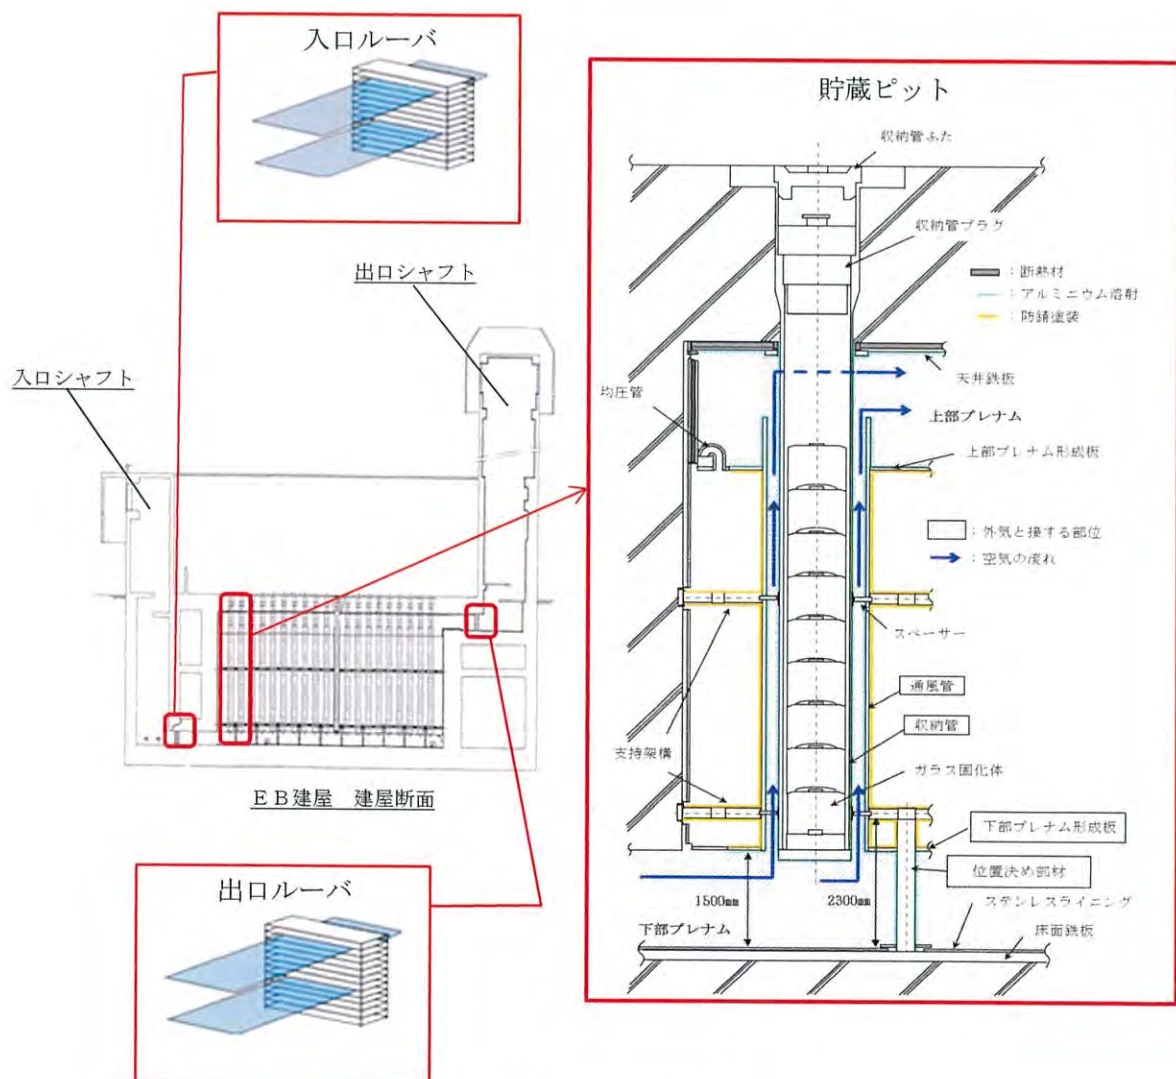 入口ルーバ
出口シャフト
入口シャフト
EB建屋 建屋断面
出口ルーバ
貯蔵ピット
収納管ふた
収納管プラグ
：断熱材
：アルミニウム溶射
：防錆塗装
天井鉄板
均圧管
上部プレナム
上部プレナム形成板
：外気と接する部位
：空気の流れ
スペーサー
通風管
収納管
支持架構
ガラス固化体
下部プレナム形成板
位置決め部材
1500mm
2300mm
ステンレスライニング
下部プレナム
床面鉄板